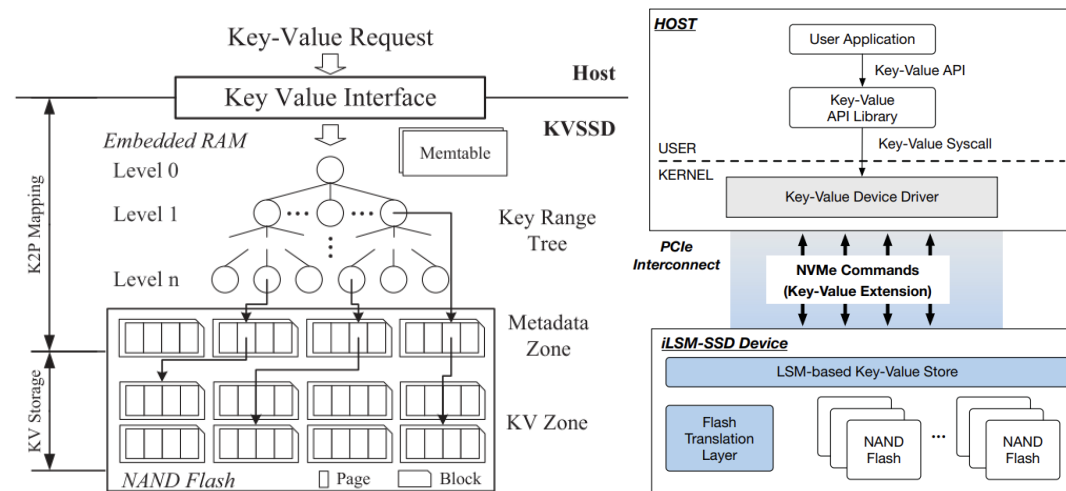 Key-Value Request
Host
Key Value Interface
KVSSD
Embedded RAM
Memtable
Level 0
Level 1
Key Range
Tree
Level n
K2P Mapping
Metadata
Zone
KV Storage
KV Zone
NAND Flash
Page
Block
HOST
User Application
Key-Value API
Key-Value
API Library
Key-Value Syscall
USER
KERNEL
Key-Value Device Driver
PCIe
Interconnect
NVMe Commands
(Key-Value Extension)
iLSM-SSD Device
LSM-based Key-Value Store
Flash
Translation
Layer
NAND
Flash
...
NAND
Flash